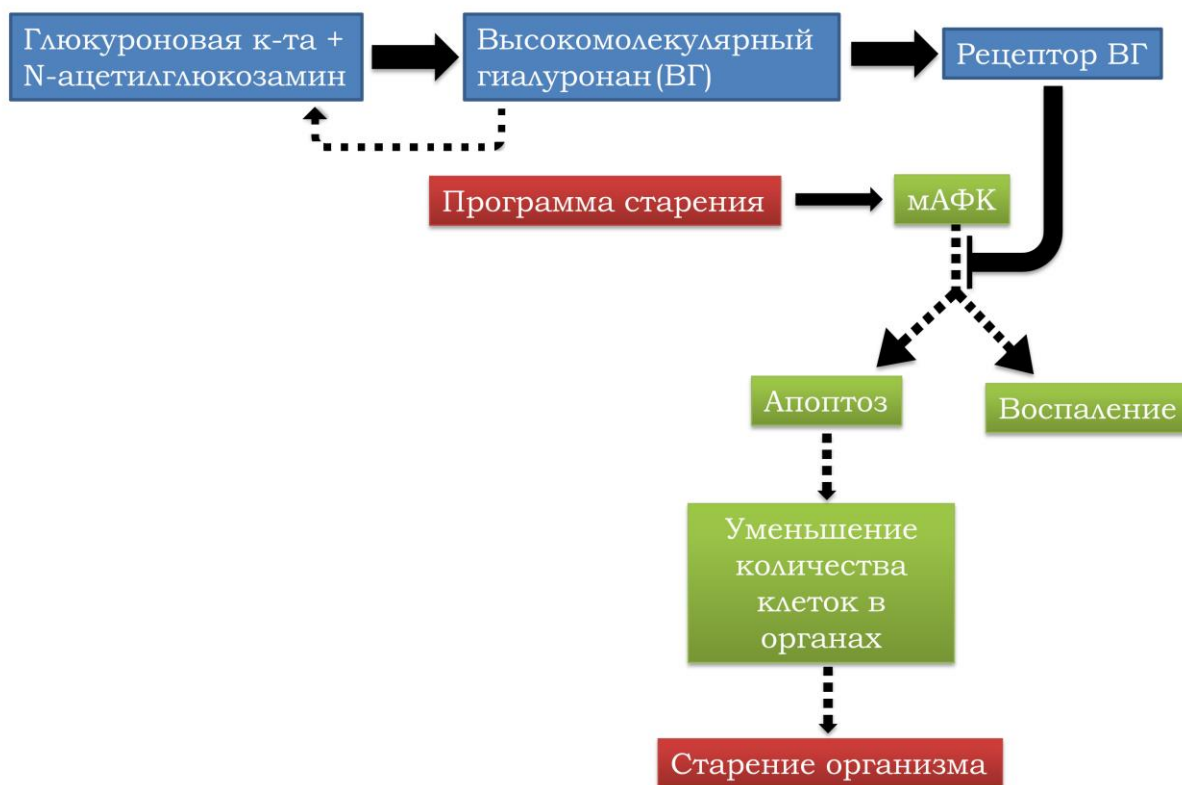 Глюкуроновая к-та +
N-ацетилглюкозамин
Высокомолекулярный
гиалуронан (ВГ)
Рецептор ВГ
Программа старения
мАФК
Апоптоз
Воспаление
Уменьшение
количества
клеток в
органах
Старение организма